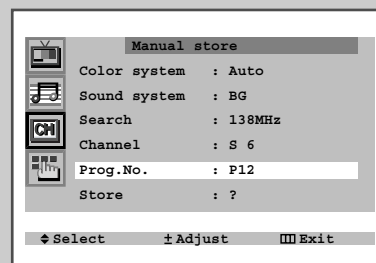 Manual store
Color system : Auto
Sound system : BG
Search : 138MHz
CH Channel : S 6
Prog.No. : P12
Store : ?
Select ± Adjust Exit